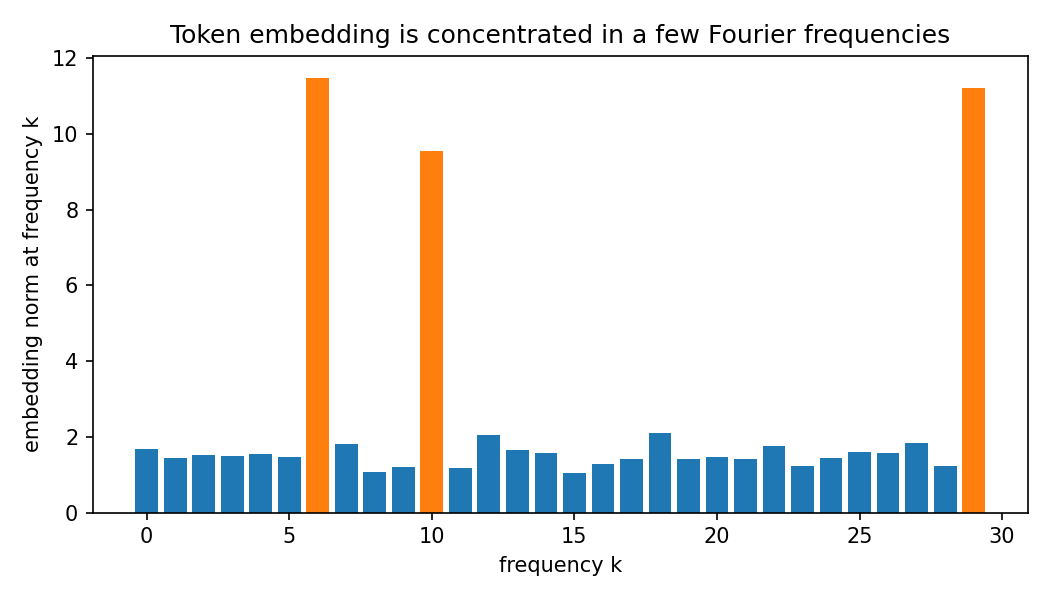 Token embedding is concentrated in a few Fourier frequencies
embedding norm at frequency k
12
10
8
6
4
2
0
0 5 10 15 20 25 30
frequency k